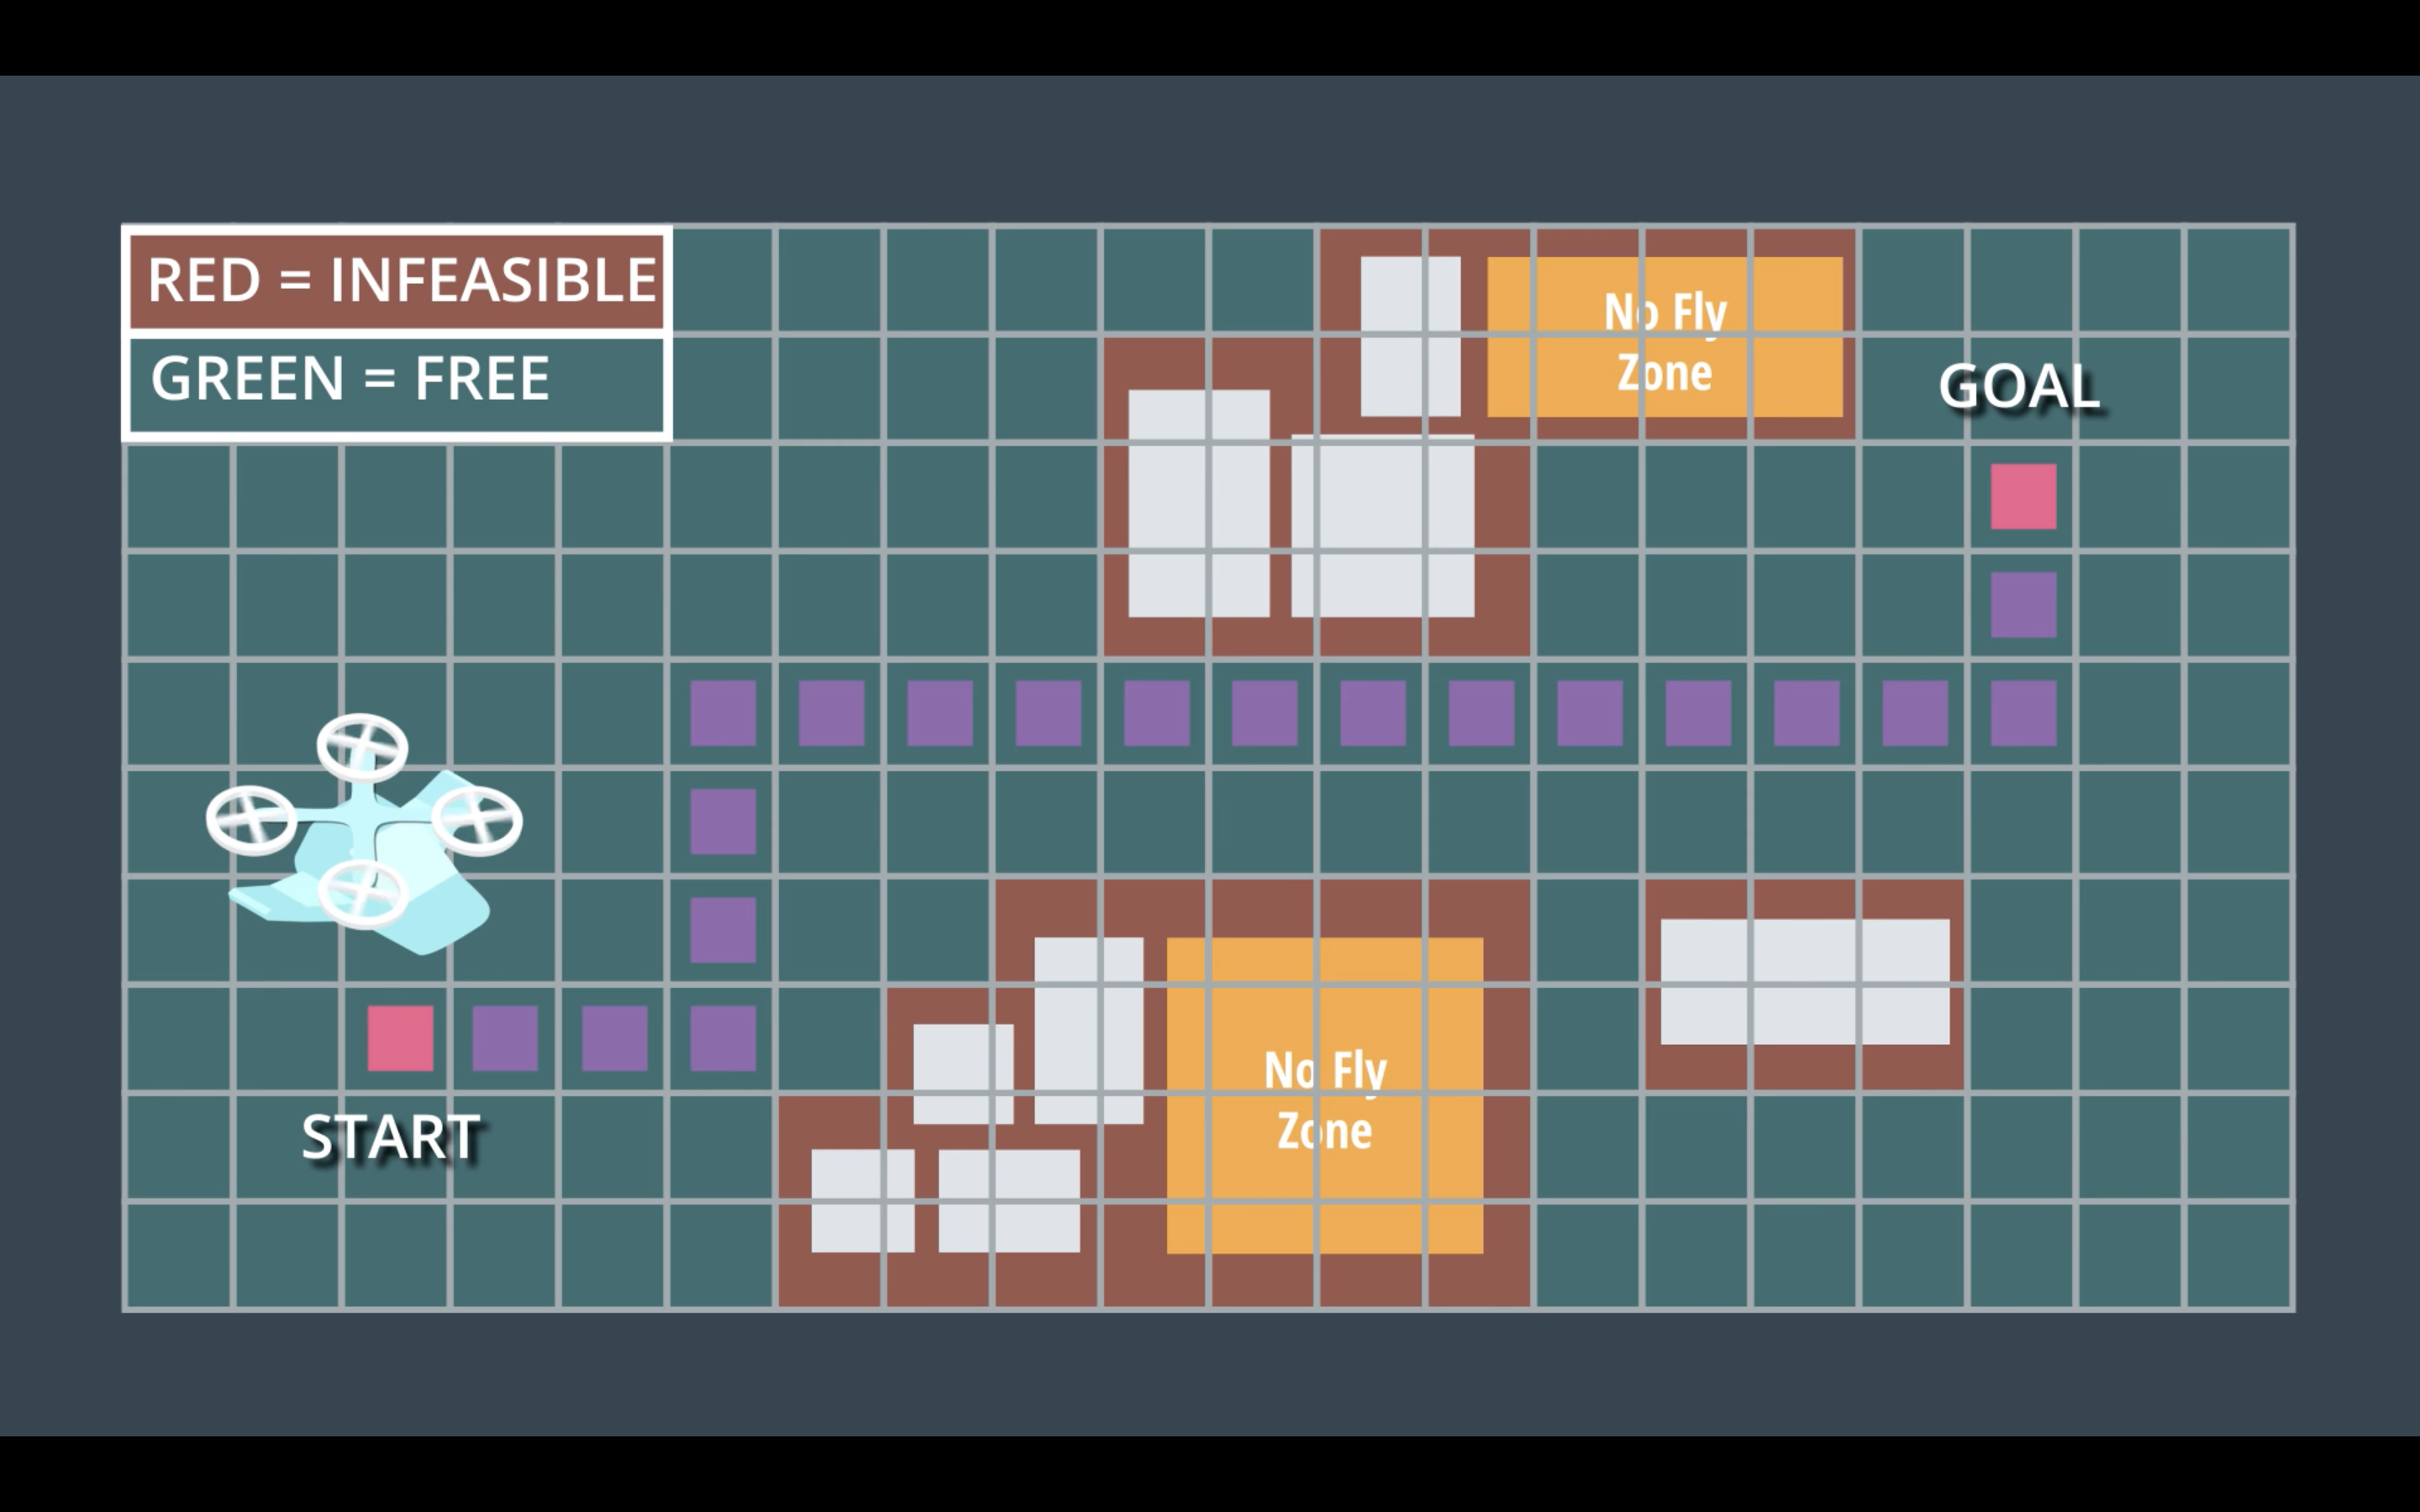 RED = INFEASIBLE
GREEN = FREE
No Fly
Zone
GOAL
No Fly
Zone
START